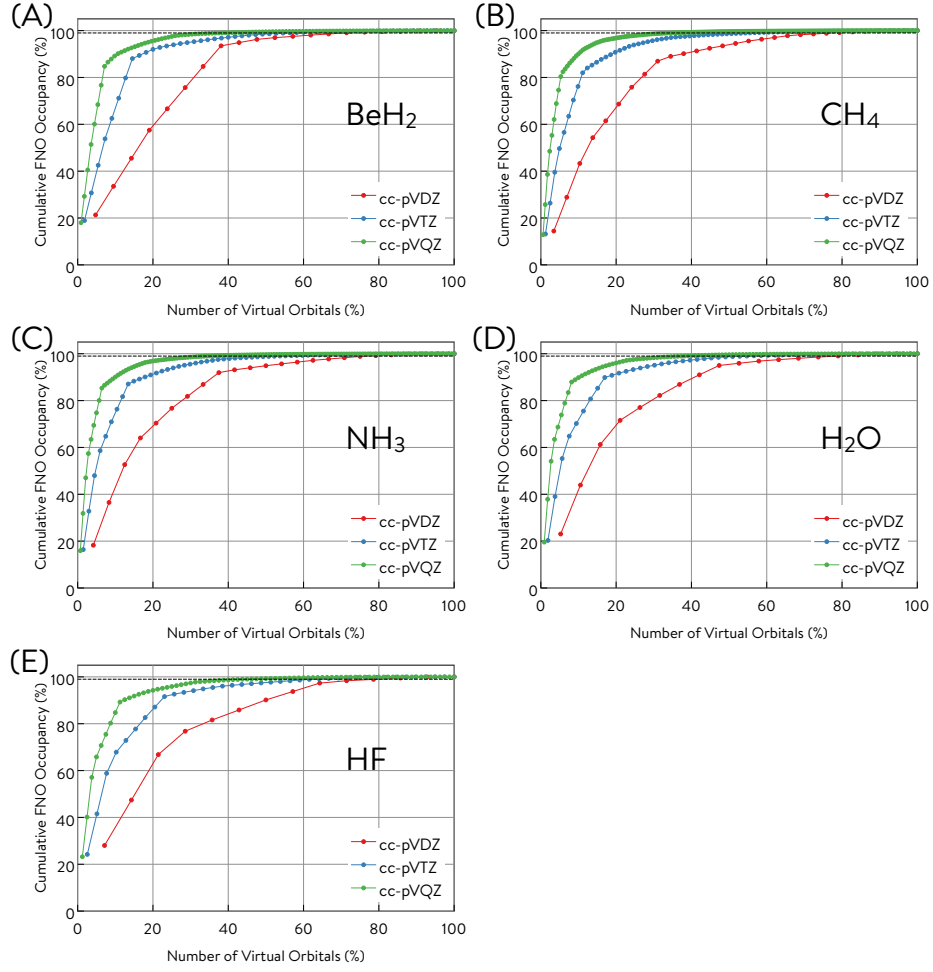 (A)
100
80
60
40
20
0
Cumulative FNO Occupancy (%)
BeH₂
cc-pVDZ
cc-pVTZ
cc-pVQZ
0 20 40 60 80 100
Number of Virtual Orbitals (%)
(B)
100
80
60
40
20
0
Cumulative FNO Occupancy (%)
CH₄
cc-pVDZ
cc-pVTZ
cc-pVQZ
0 20 40 60 80 100
Number of Virtual Orbitals (%)
(C)
100
80
60
40
20
0
Cumulative FNO Occupancy (%)
NH₃
cc-pVDZ
cc-pVTZ
cc-pVQZ
0 20 40 60 80 100
Number of Virtual Orbitals (%)
(D)
100
80
60
40
20
0
Cumulative FNO Occupancy (%)
H₂O
cc-pVDZ
cc-pVTZ
cc-pVQZ
0 20 40 60 80 100
Number of Virtual Orbitals (%)
(E)
100
80
60
40
20
0
Cumulative FNO Occupancy (%)
HF
cc-pVDZ
cc-pVTZ
cc-pVQZ
0 20 40 60 80 100
Number of Virtual Orbitals (%)